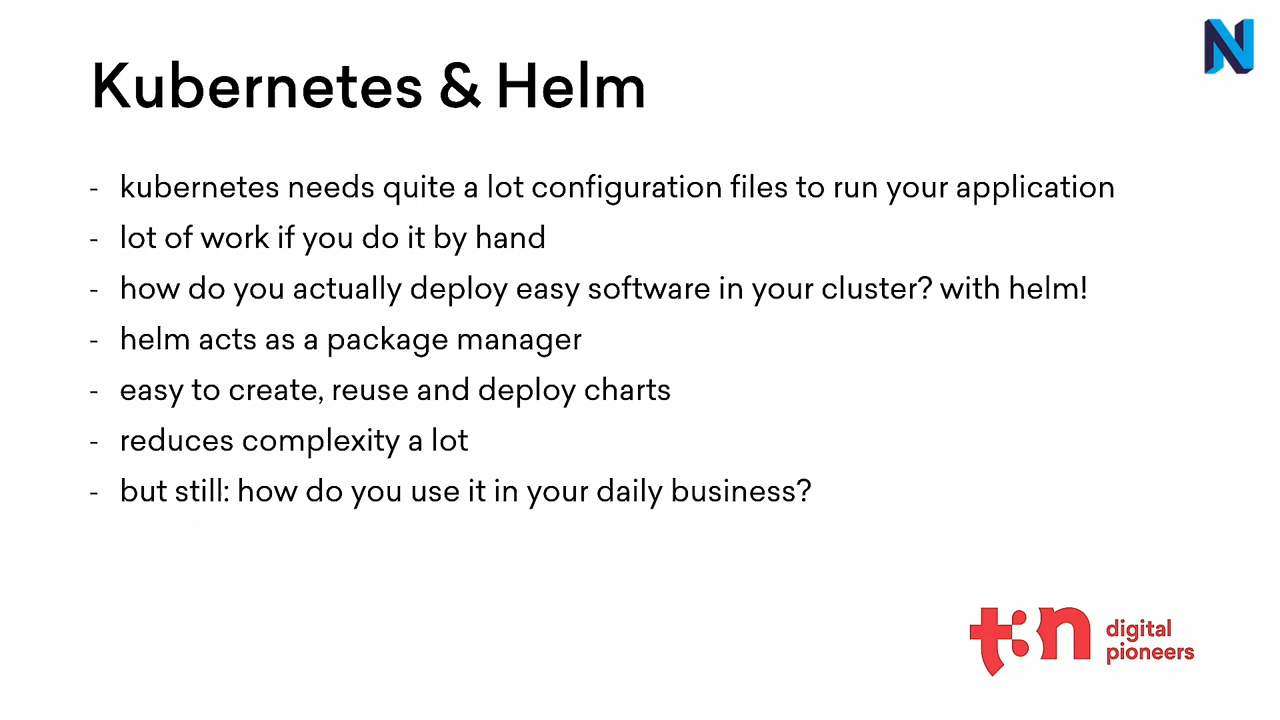 Kubernetes & Helm
- kubernetes needs quite a lot configuration files to run your application
- lot of work if you do it by hand
- how do you actually deploy easy software in your cluster? with helm!
- helm acts as a package manager
- easy to create, reuse and deploy charts
- reduces complexity a lot
- but still: how do you use it in your daily business?
t3n
digital
pioneers